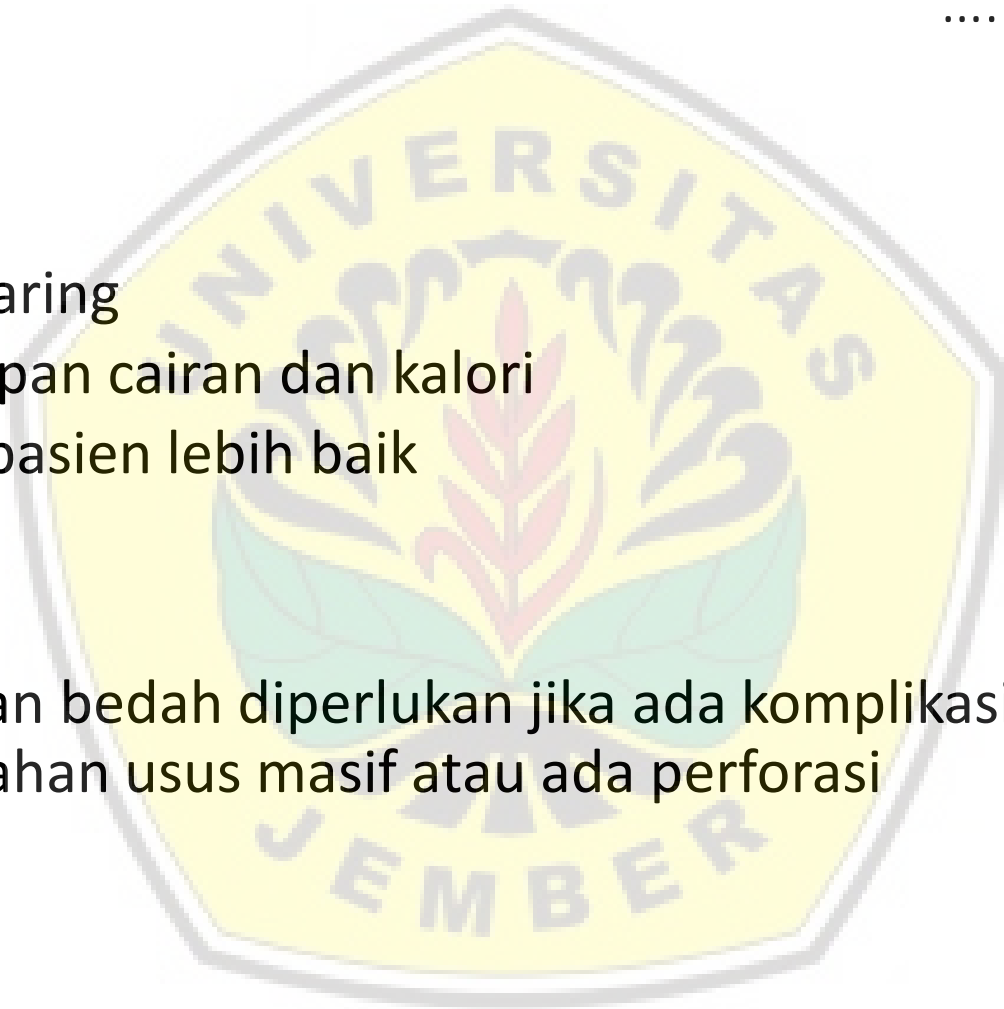 ....
UNIVERSITAS
aring
pan cairan dan kalori
pasien lebih baik
an bedah diperlukan jika ada komplikasi
ahan usus masif atau ada perforasi
JEMBER